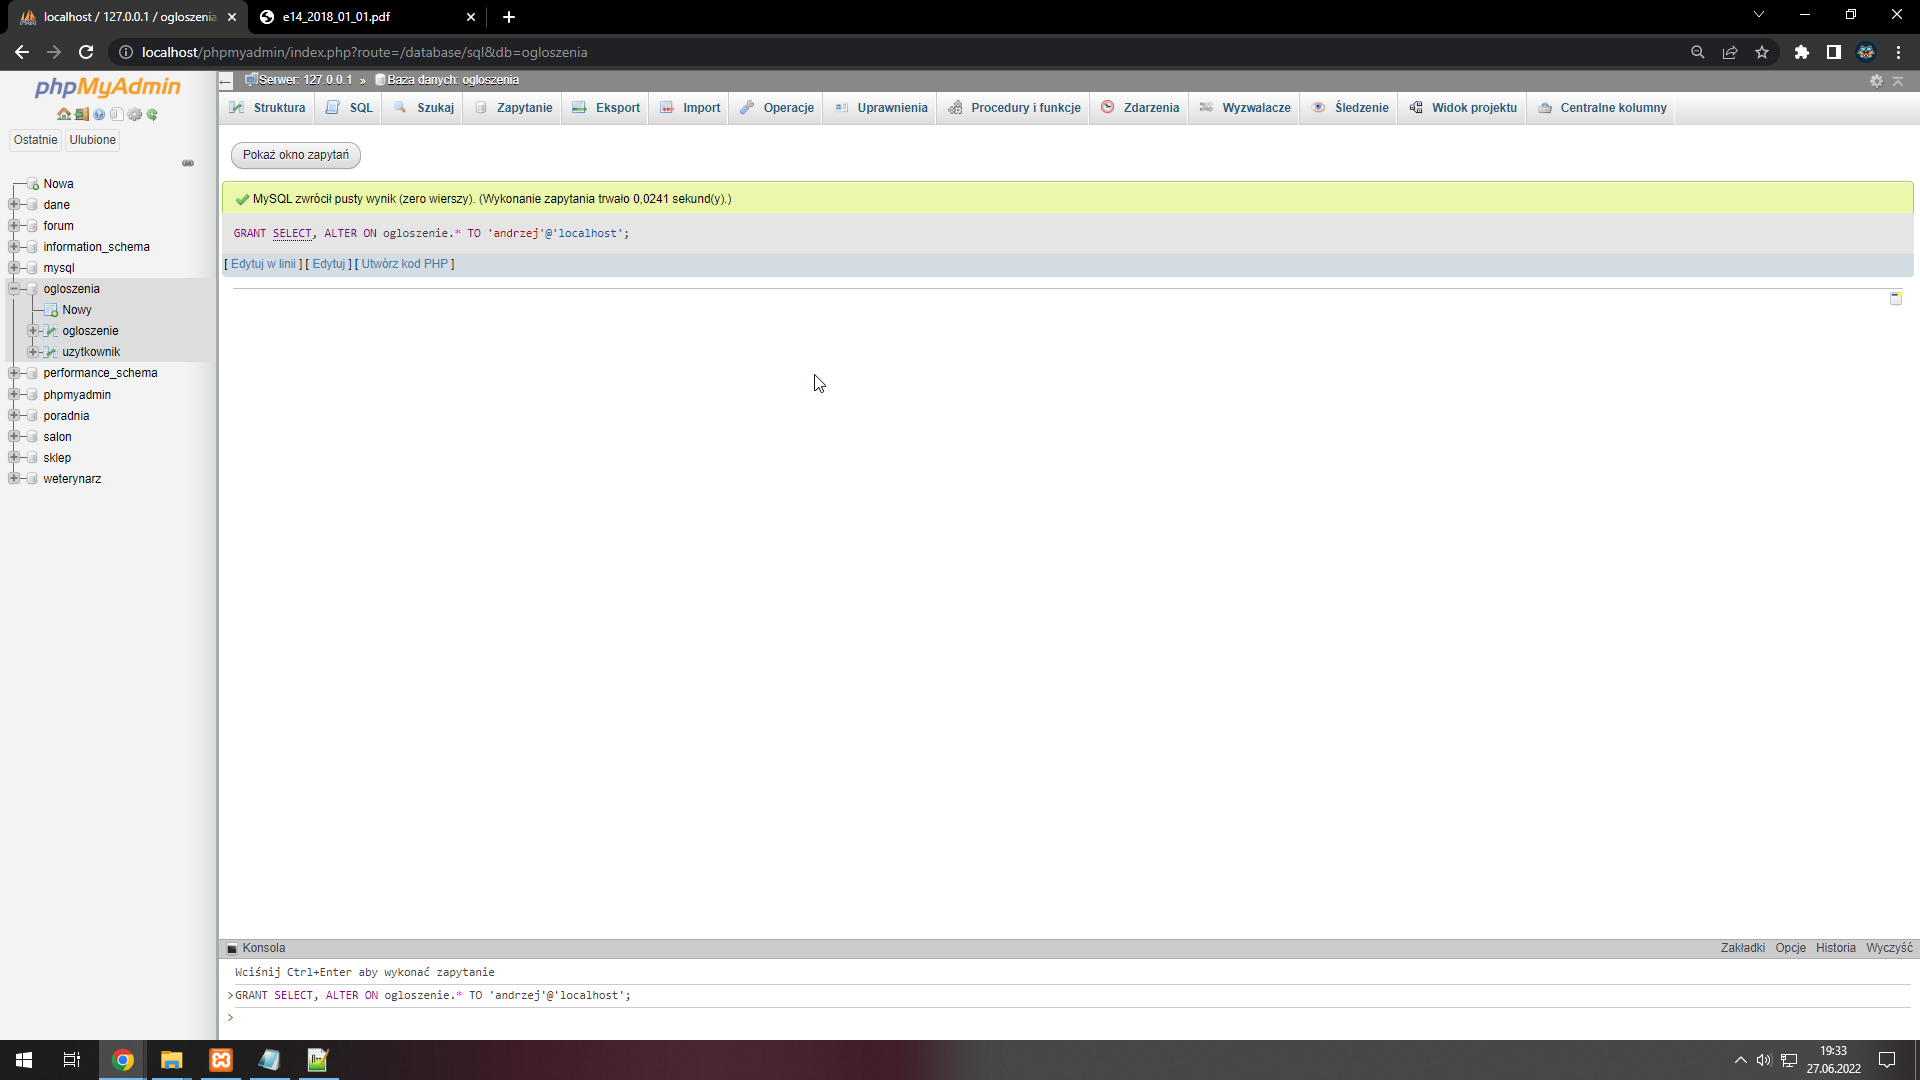 localhost / 127.0.0.1 / ogloszenia
e14_2018_01_01.pdf
localhost/phpmyadmin/index.php?route=/database/sql&db=ogloszenia
phpMyAdmin
Ostatnie
Ulubione
Nowa
dane
forum
information_schema
mysql
ogloszenia
Nowy
ogloszenie
uzytkownik
performance_schema
phpmyadmin
poradnia
salon
sklep
weterynarz
Serwer: 127.0.0.1 » Baza danych: ogloszenia
Struktura SQL Szukaj Zapytanie Eksport Import Operacje Uprawnienia Procedury i funkcje Zdarzenia Wyzwalacze Śledzenie Widok projektu Centralne kolumny
Pokaż okno zapytań
MySQL zwrócił pusty wynik (zero wierszy). (Wykonanie zapytania trwało 0,0241 sekund(y).)
GRANT SELECT, ALTER ON ogloszenie.* TO 'andrzej'@'localhost';
[ Edytuj w linii ] [ Edytuj ] [ Utwórz kod PHP ]
Konsola
Zakładki Opcje Historia Wyczyść
Wciśnij Ctrl+Enter aby wykonać zapytanie
>GRANT SELECT, ALTER ON ogloszenie.* TO 'andrzej'@'localhost';
>
19:33
27.06.2022